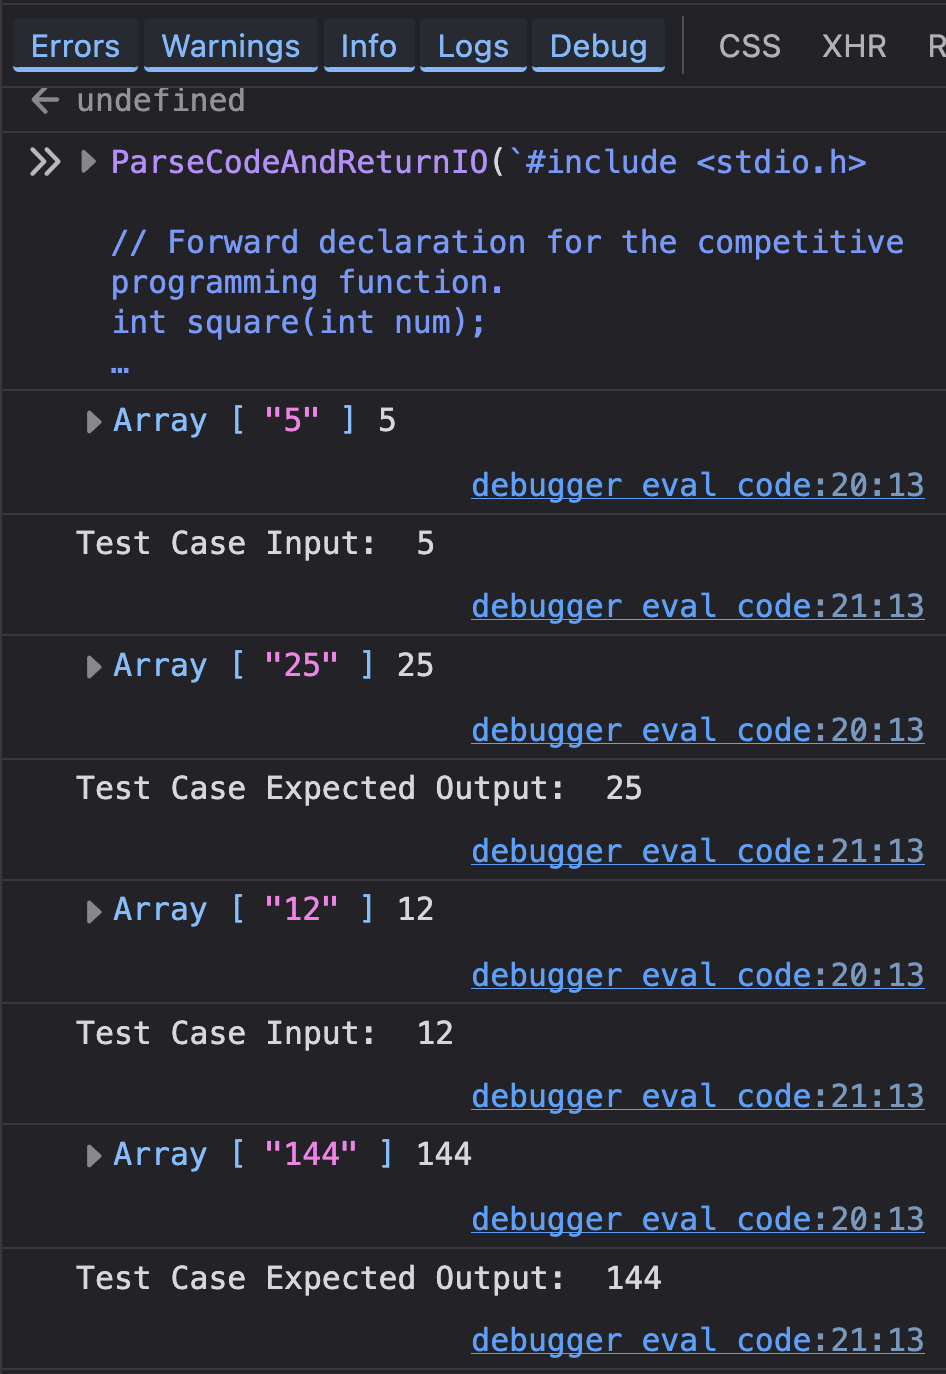 Errors Warnings Info Logs Debug CSS XHR R
undefined
ParseCodeAndReturnIO(`#include <stdio.h>
// Forward declaration for the competitive
programming function.
int square(int num);
…
Array [ "5" ] 5
debugger eval code:20:13
Test Case Input:  5
debugger eval code:21:13
Array [ "25" ] 25
debugger eval code:20:13
Test Case Expected Output:  25
debugger eval code:21:13
Array [ "12" ] 12
debugger eval code:20:13
Test Case Input:  12
debugger eval code:21:13
Array [ "144" ] 144
debugger eval code:20:13
Test Case Expected Output:  144
debugger eval code:21:13